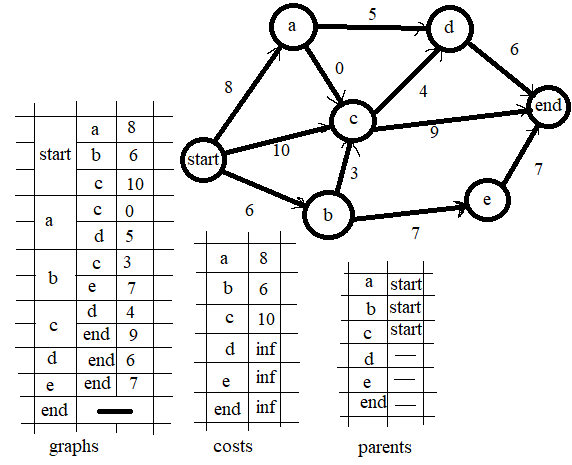 5
a
d
8
0
6
4
c
end
start
10
9
3
7
6
b
e
7
start
a 8
b 6
c 10
a
c 0
d 5
b
c 3
e 7
c
d 4
end 9
d end 6
e end 7
end —
graphs
a 8
b 6
c 10
d inf
e inf
end inf
costs
a start
b start
c start
d —
e —
end —
parents